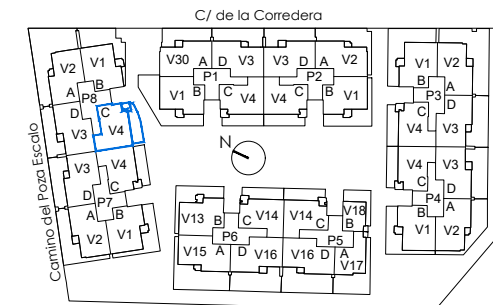 C/ de la Corredera
Camino del Poza Escalo
V2 V1
A B
P8
D C
V3 V4
V3 V4
D C
P7
A B
V2 V1
V30 A D V3 V3 D A V2
P1 P2
V1 B C V4 V4 C B V1
V1 V2
B A
P3
C D
V4 V3
V4 V3
C D
P4
B A
V1 V2
N
V13 B C V14 V14 C B V18
P6 P5
V15 A D V16 V16 D A V17